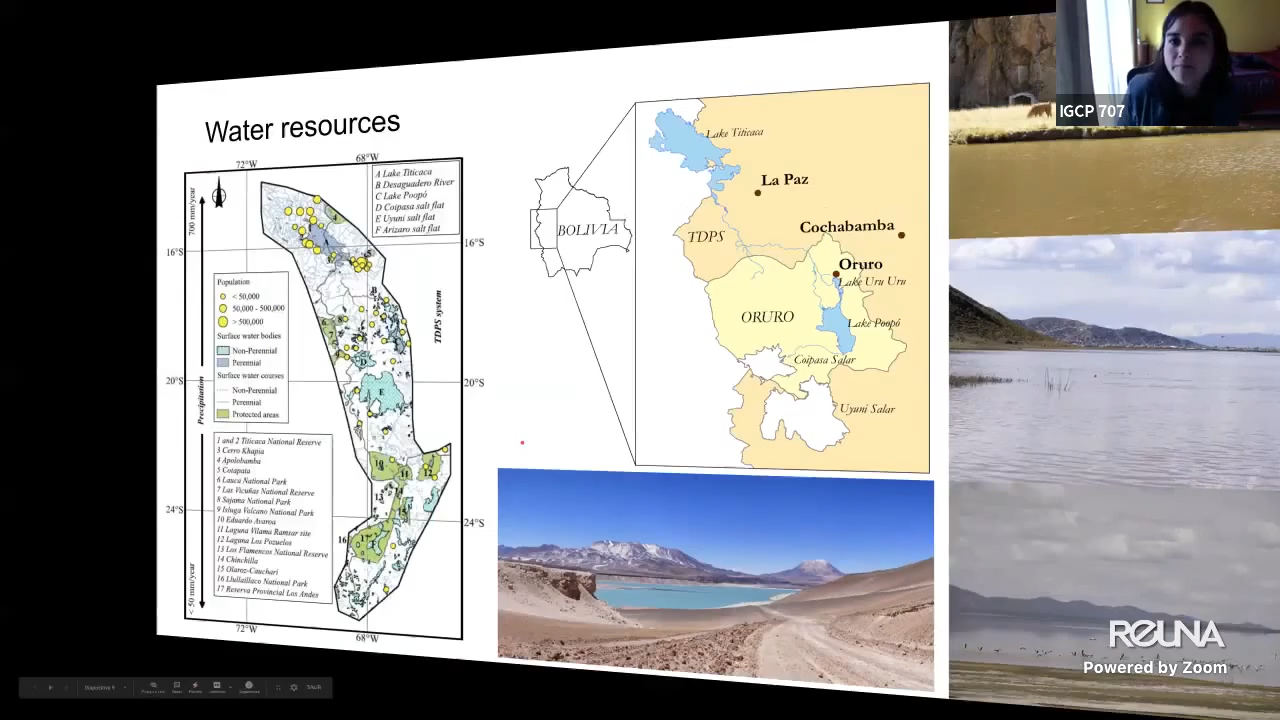 Water resources
72°W
68°W
A Lake Titicaca
B Desaguadero River
C Lake Poopó
D Coipasa salt flat
E Uyuni salt flat
F Arizaro salt flat
700 mm/year
16°S
16°S
Population
< 50,000
50,000 - 500,000
> 500,000
Surface water bodies
Non-Perennial
Perennial
Surface water courses
Non-Perennial
Perennial
Protected areas
TDPS system
20°S
20°S
Precipitation
B
D
E
10
11
12
1 and 2 Titicaca National Reserve
3 Cerro Khapia
4 Apolobamba
5 Cotapata
6 Lauca National Park
7 Las Vicuñas National Reserve
8 Sajama National Park
9 Isluga Volcano National Park
10 Eduardo Avaroa
11 Laguna Vilama Ramsar site
12 Laguna Los Pozuelos
13 Los Flamencos National Reserve
14 Chinchilla
15 Olaroz-Cauchari
16 Llullaillaco National Park
17 Reserva Provincial Los Andes
24°S
24°S
16
< 50 mm/year
72°W
68°W
BOLIVIA
Lake Titicaca
La Paz
TDPS
Cochabamba
Oruro
Lake Uru Uru
ORURO
Lake Poopó
Coipasa Salar
Uyuni Salar
IGCP 707
REUNA
Powered by Zoom